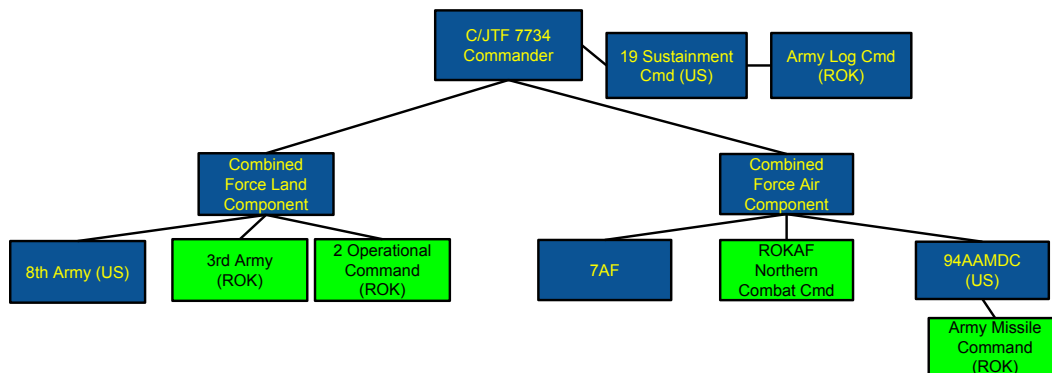 C/JTF 7734
Commander
19 Sustainment
Cmd (US)
Army Log Cmd
(ROK)
Combined
Force Land
Component
Combined
Force Air
Component
8th Army (US)
3rd Army
(ROK)
2 Operational
Command
(ROK)
7AF
ROKAF
Northern
Combat Cmd
94AAMDC
(US)
Army Missile
Command
(ROK)